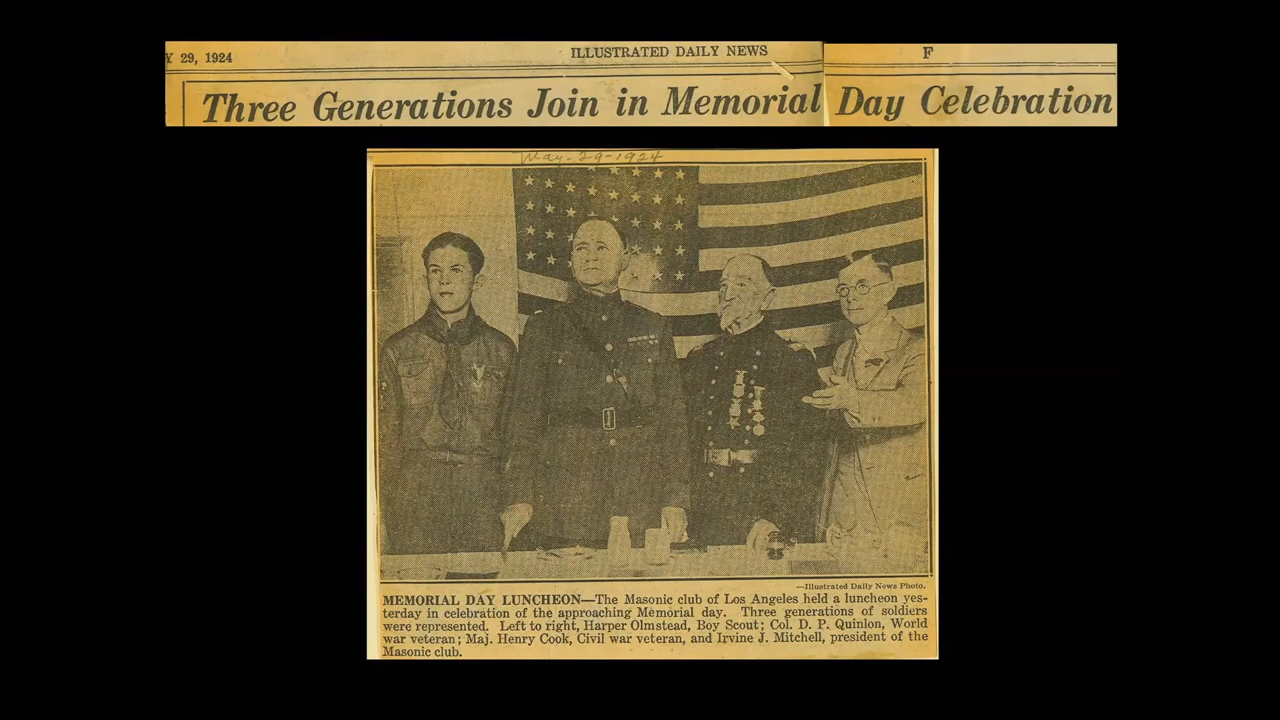 Y 29, 1924 ILLUSTRATED DAILY NEWS F
Three Generations Join in Memorial Day Celebration
May-29-1924
—Illustrated Daily News Photo.
MEMORIAL DAY LUNCHEON—The Masonic club of Los Angeles held a luncheon yes-
terday in celebration of the approaching Memorial day. Three generations of soldiers
were represented. Left to right, Harper Olmstead, Boy Scout; Col. D. P. Quinlon, World
war veteran; Maj. Henry Cook, Civil war veteran, and Irvine J. Mitchell, president of the
Masonic club.